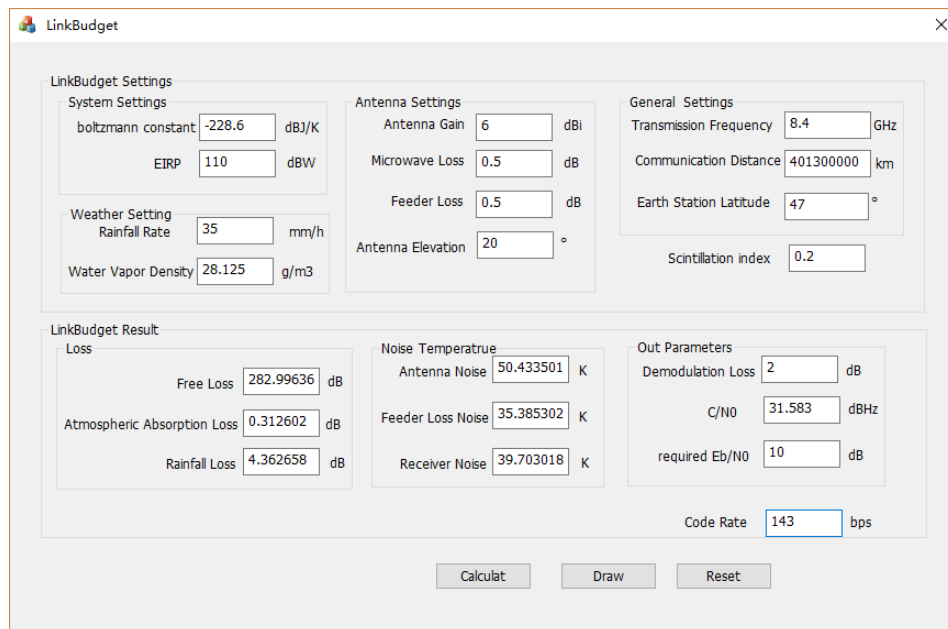 LinkBudget
LinkBudget Settings
System Settings
boltzmann constant -228.6 dBJ/K
EIRP 110 dBW
Weather Setting
Rainfall Rate 35 mm/h
Water Vapor Density 28.125 g/m3
Antenna Settings
Antenna Gain 6 dBi
Microwave Loss 0.5 dB
Feeder Loss 0.5 dB
Antenna Elevation 20 °
General Settings
Transmission Frequency 8.4 GHz
Communication Distance 401300000 km
Earth Station Latitude 47 °
Scintillation index 0.2
LinkBudget Result
Loss
Free Loss 282.99636 dB
Atmospheric Absorption Loss 0.312602 dB
Rainfall Loss 4.362658 dB
Noise Temperatrue
Antenna Noise 50.433501 K
Feeder Loss Noise 35.385302 K
Receiver Noise 39.703018 K
Out Parameters
Demodulation Loss 2 dB
C/N0 31.583 dBHz
required Eb/N0 10 dB
Code Rate 143 bps
Calculat Draw Reset